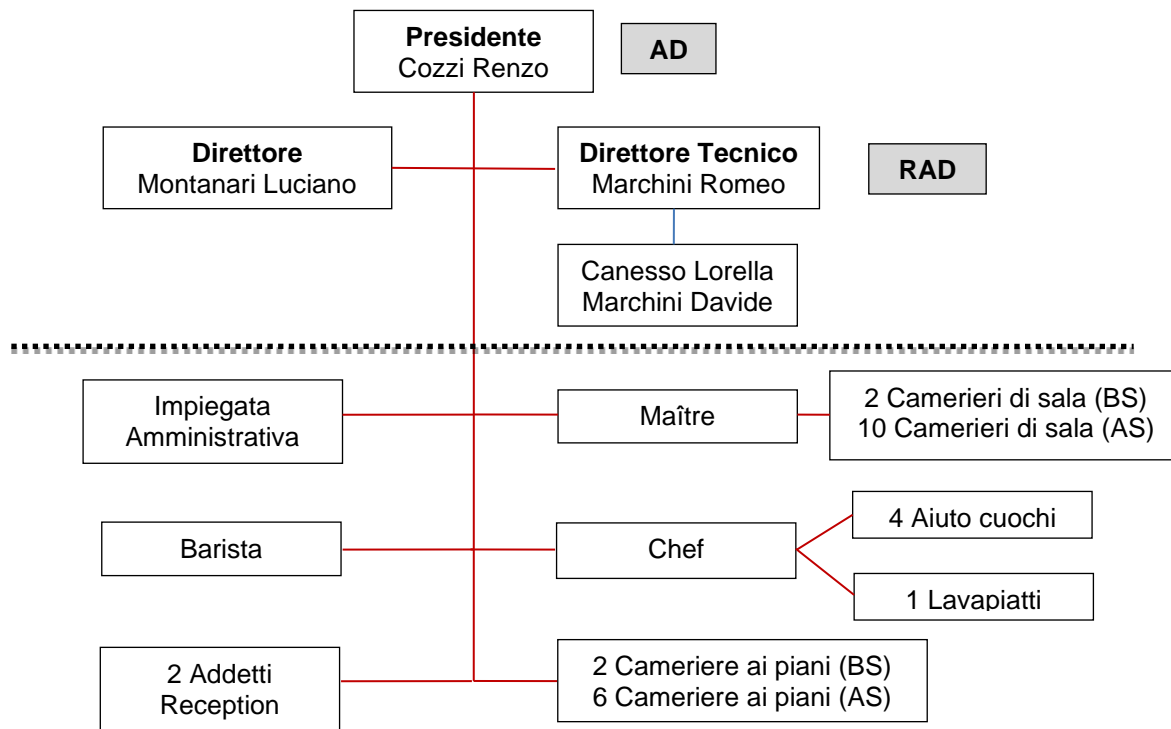 Presidente
Cozzi Renzo
AD
Direttore
Montanari Luciano
Direttore Tecnico
Marchini Romeo
RAD
Canesso Lorella
Marchini Davide
Impiegata
Amministrativa
Maître
2 Camerieri di sala (BS)
10 Camerieri di sala (AS)
Barista
Chef
4 Aiuto cuochi
1 Lavapiatti
2 Addetti
Reception
2 Cameriere ai piani (BS)
6 Cameriere ai piani (AS)